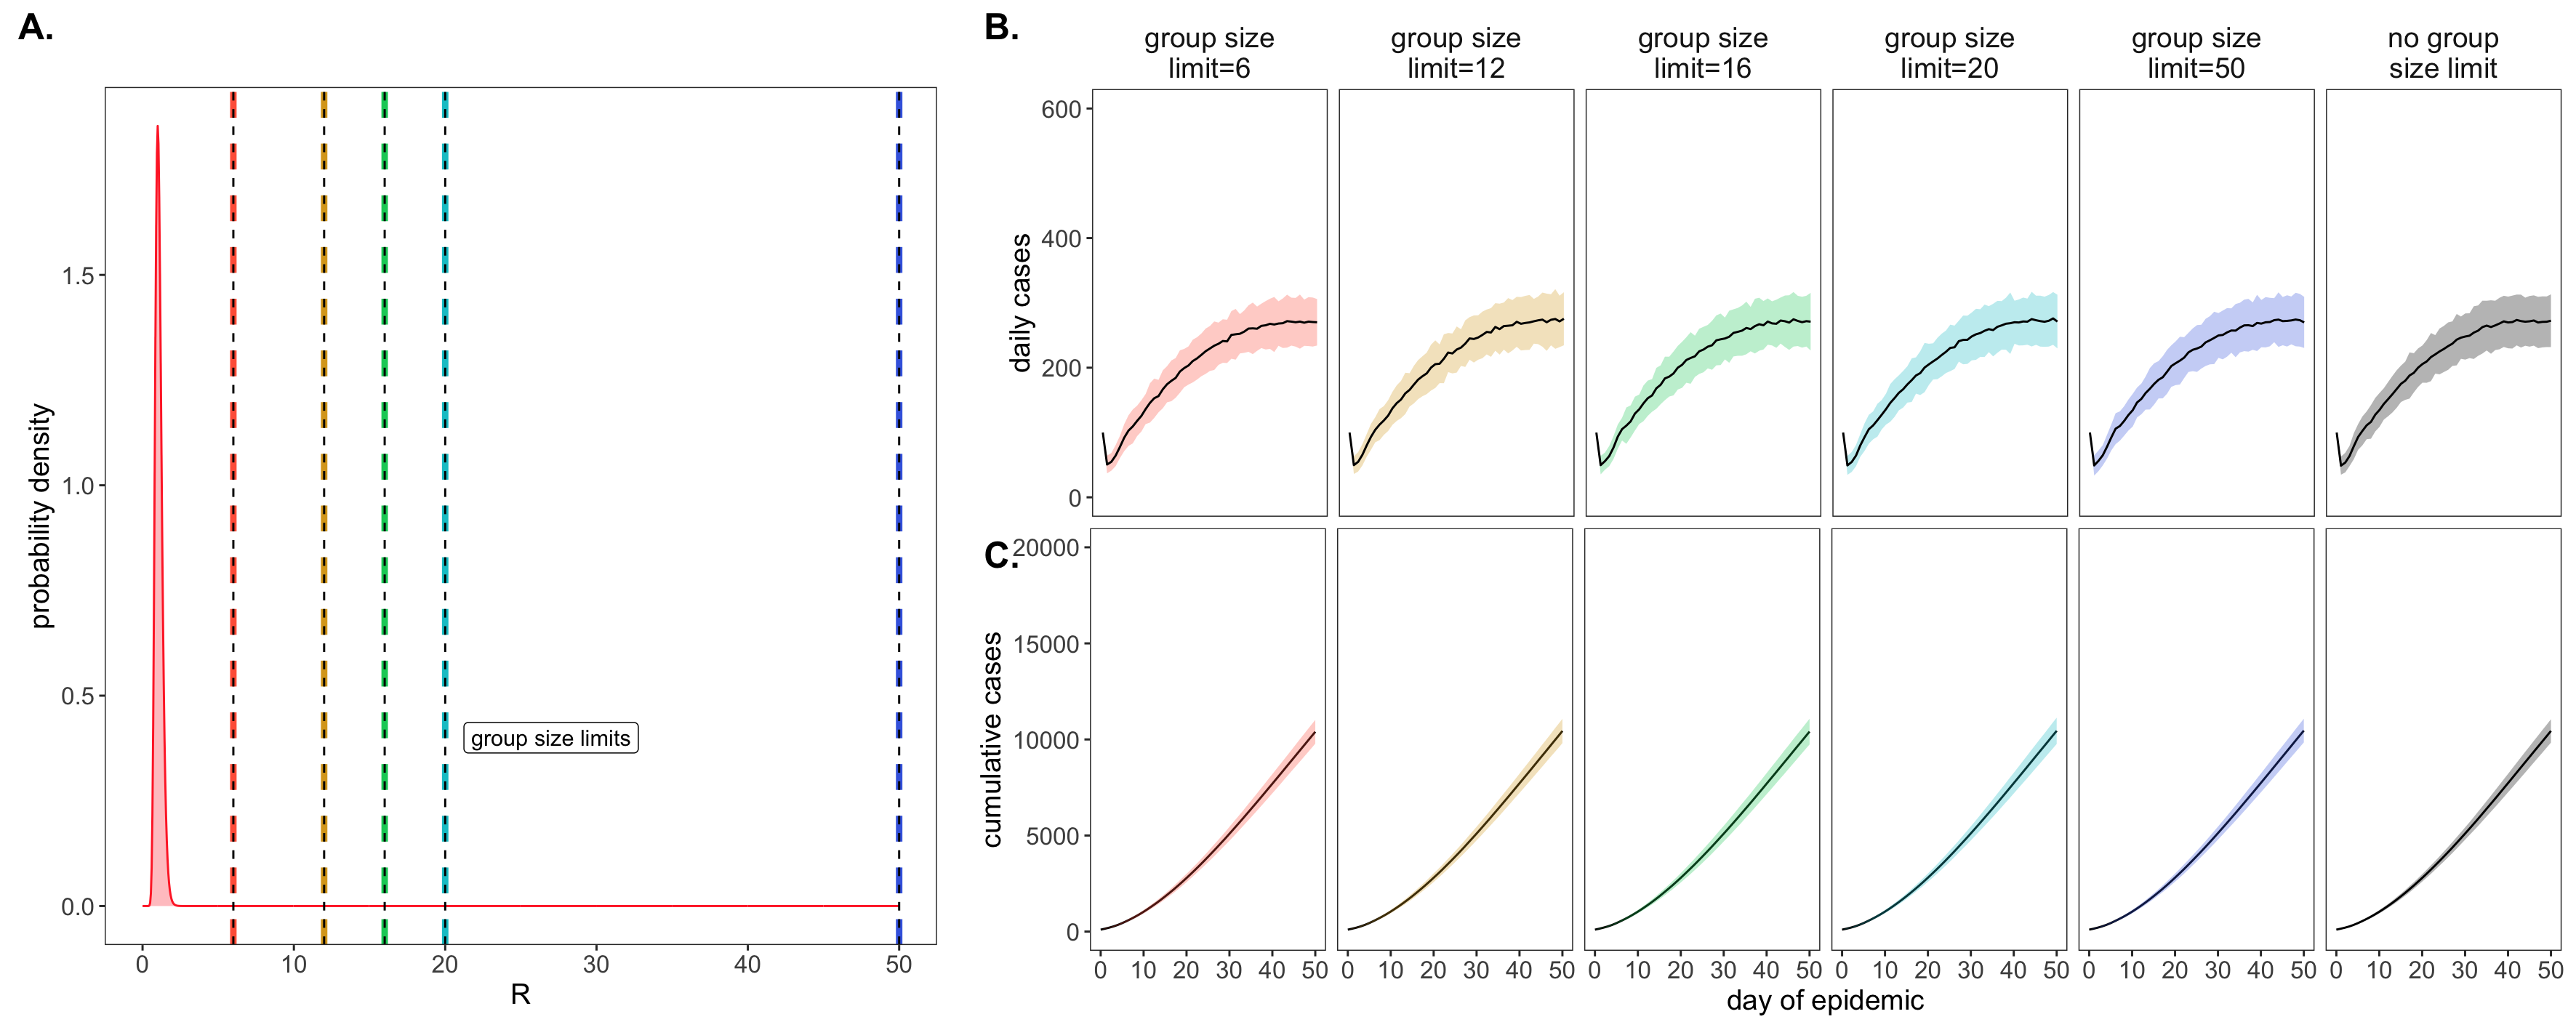 A.
probability density
1.5
1.0
0.5
0.0
group size limits
0 10 20 30 40 50
R
B.
group size
limit=6
group size
limit=12
group size
limit=16
group size
limit=20
group size
limit=50
no group
size limit
daily cases
600
400
200
0
C.
cumulative cases
20000
15000
10000
5000
0
0 10 20 30 40 50
0 10 20 30 40 50
0 10 20 30 40 50
0 10 20 30 40 50
0 10 20 30 40 50
0 10 20 30 40 50
day of epidemic